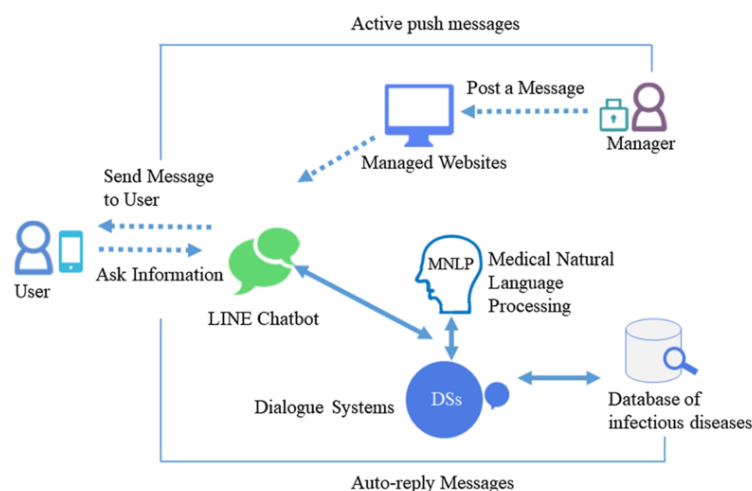 Active push messages
Post a Message
Manager
Managed Websites
Send Message
to User
Ask Information
User
LINE Chatbot
MNLP
Medical Natural
Language
Processing
Dialogue Systems
DSs
Database of
infectious diseases
Auto-reply Messages